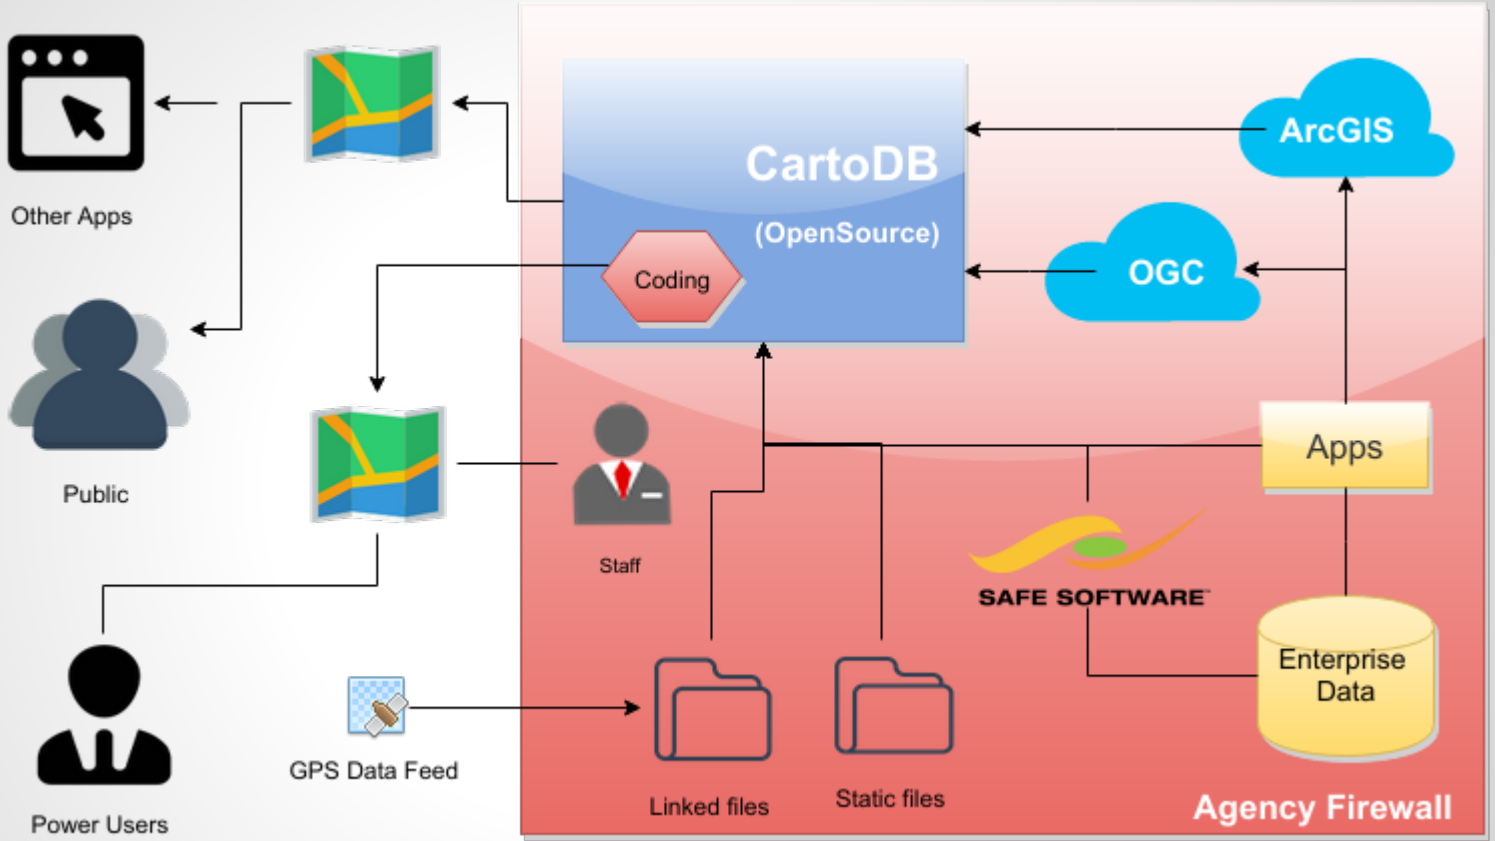 CartoDB
(OpenSource)
Coding
ArcGIS
OGC
Other Apps
Public
Staff
Apps
SAFE SOFTWARE™
Enterprise
Data
GPS Data Feed
Linked files
Static files
Power Users
Agency Firewall